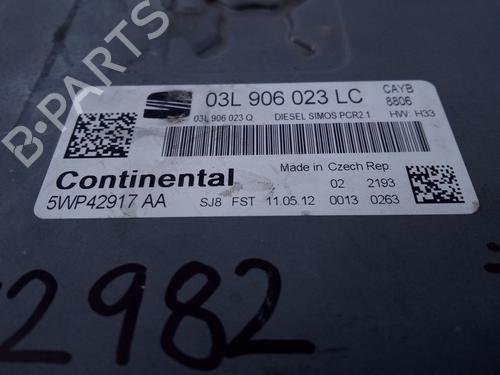 B-PARTS
03L 906 023 LC
CAYB
8806
03L 906 023 Q DIESEL SIMOS PCR2.1 HW: H33
Continental
Made in Czech Rep.
02 2193
5WP42917 AA SJ8 FST 11.05.12 0013 0263
2982